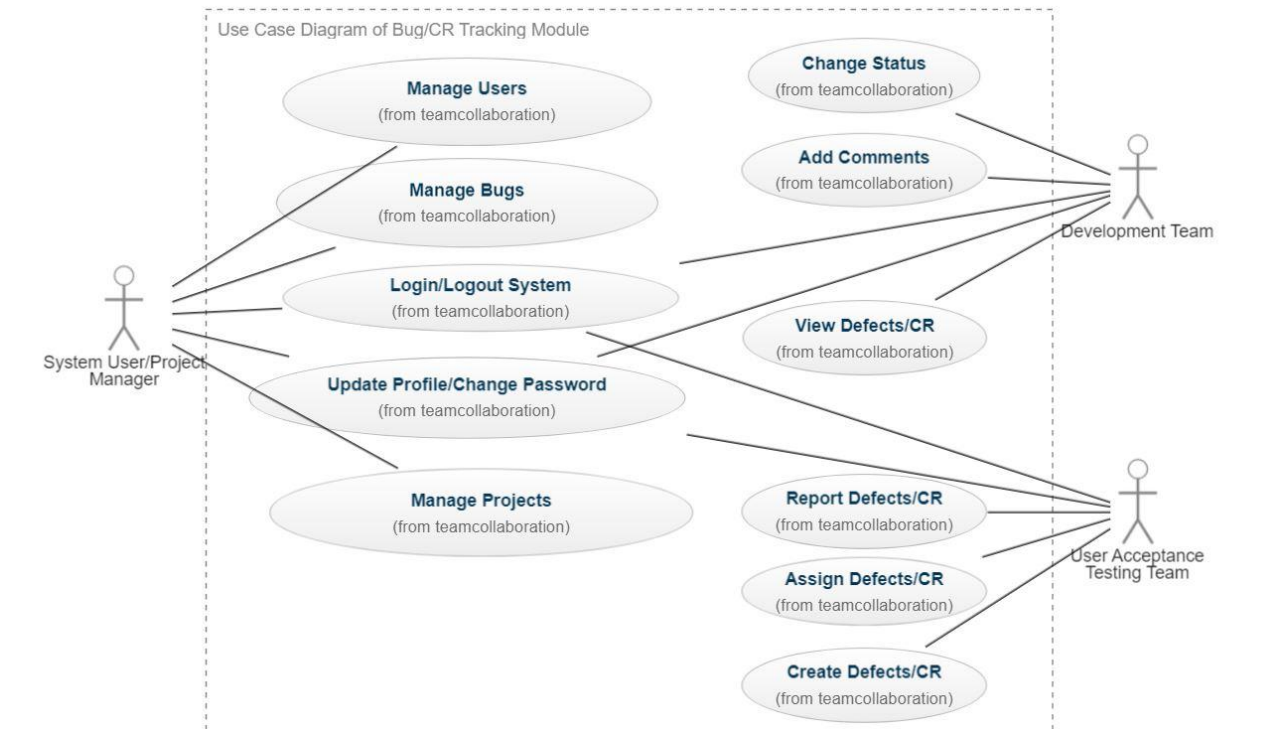 Use Case Diagram of Bug/CR Tracking Module
Manage Users
(from teamcollaboration)
Manage Bugs
(from teamcollaboration)
Login/Logout System
(from teamcollaboration)
Update Profile/Change Password
(from teamcollaboration)
Manage Projects
(from teamcollaboration)
System User/Project
Manager
Change Status
(from teamcollaboration)
Add Comments
(from teamcollaboration)
View Defects/CR
(from teamcollaboration)
Report Defects/CR
(from teamcollaboration)
Assign Defects/CR
(from teamcollaboration)
Create Defects/CR
(from teamcollaboration)
Development Team
User Acceptance
Testing Team